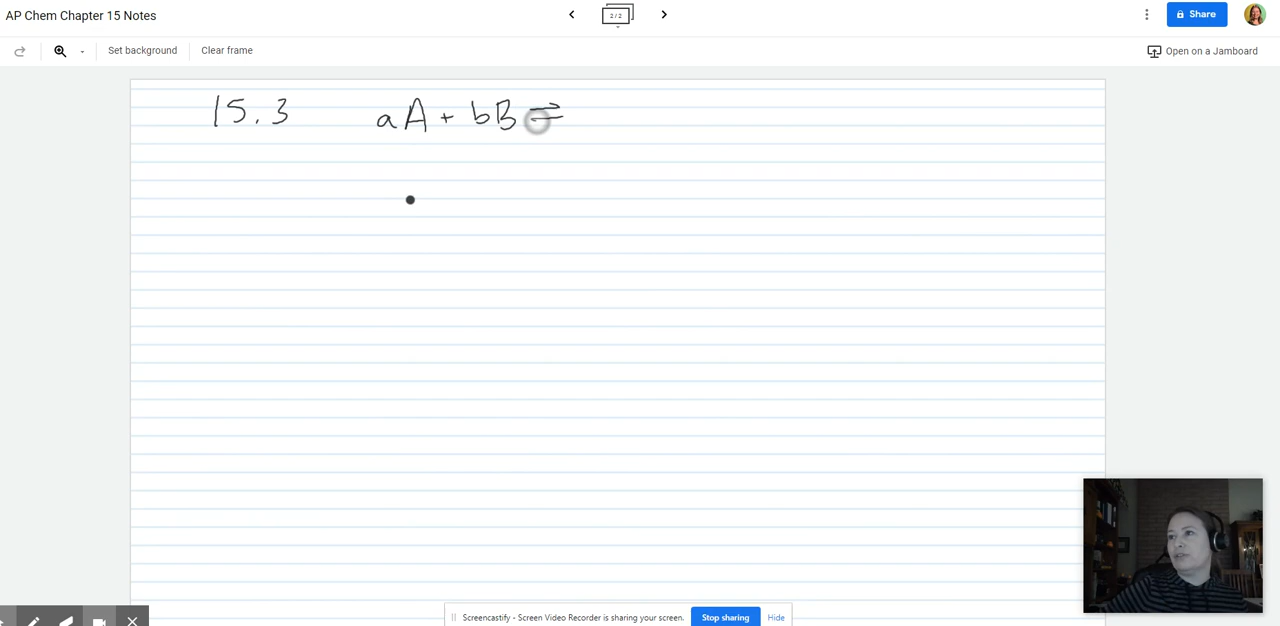 AP Chem Chapter 15 Notes
2 / 2
Share
Set background
Clear frame
Open on a Jamboard
15.3 aA + bB ⇌
Screencastify - Screen Video Recorder is sharing your screen.
Stop sharing
Hide